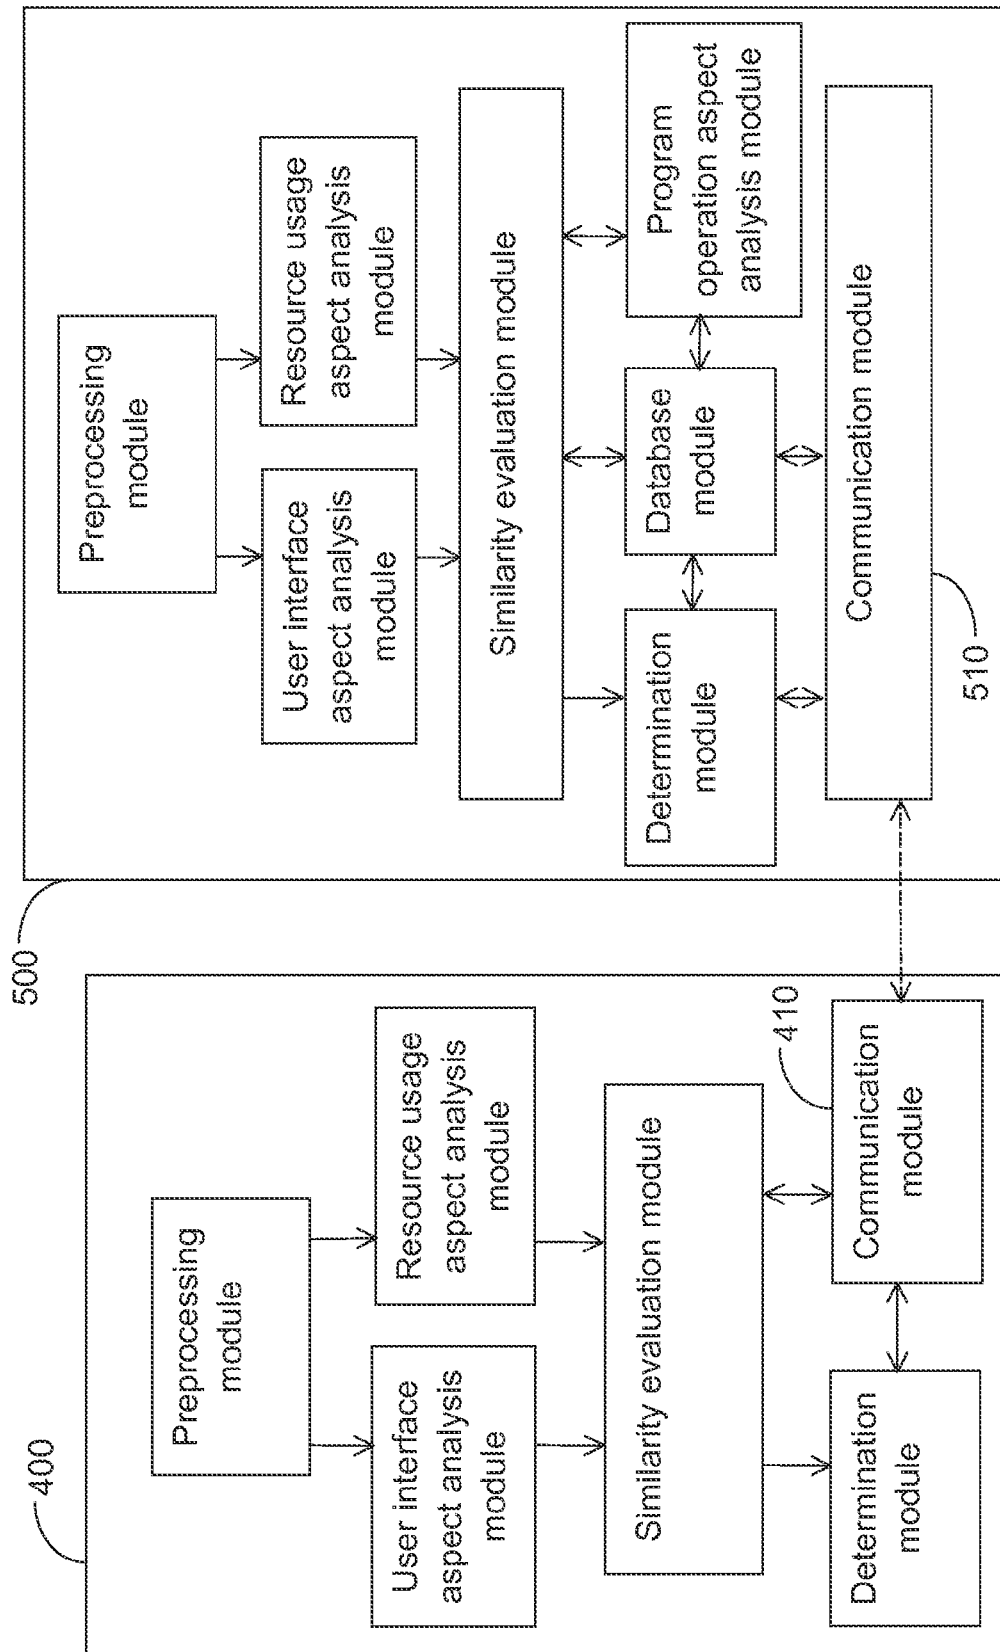 400
Preprocessing
module
User interface
aspect analysis
module
Resource usage
aspect analysis
module
Similarity evaluation module
Determination
module
Communication
module
410
500
Preprocessing
module
User interface
aspect analysis
module
Resource usage
aspect analysis
module
Similarity evaluation module
Determination
module
Database
module
Program
operation aspect
analysis module
Communication module
510